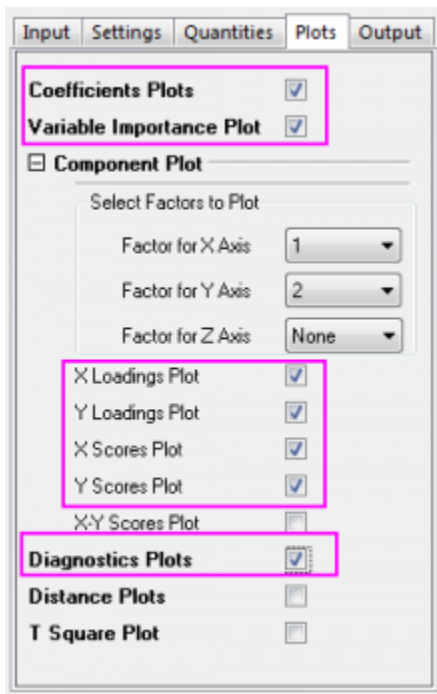 Input Settings Quantities Plots Output
Coefficients Plots
Variable Importance Plot
Component Plot
Select Factors to Plot
Factor for X Axis 1
Factor for Y Axis 2
Factor for Z Axis None
X Loadings Plot
Y Loadings Plot
X Scores Plot
Y Scores Plot
X-Y Scores Plot
Diagnostics Plots
Distance Plots
T Square Plot